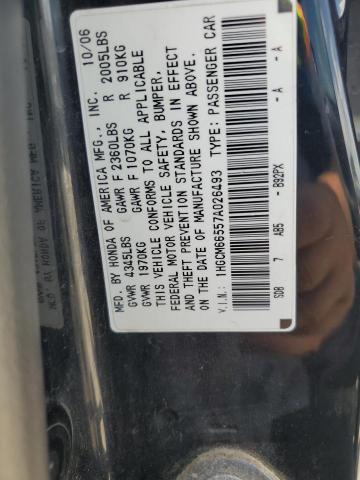 MFD. BY HONDA OF AMERICA MFG., INC. 10/06
GVWR 4345LBS GAWR F 2360LBS R 2005LBS
GVWR 1970KG GAWR F 1070KG R 910KG
THIS VEHICLE CONFORMS TO ALL APPLICABLE
FEDERAL MOTOR VEHICLE SAFETY, BUMPER,
AND THEFT PREVENTION STANDARDS IN EFFECT
ON THE DATE OF MANUFACTURE SHOWN ABOVE.
V.I.N.: 1HGCM66557A026493 TYPE: PASSENGER CAR
SDB 7 AB5 - B92PX - A - A